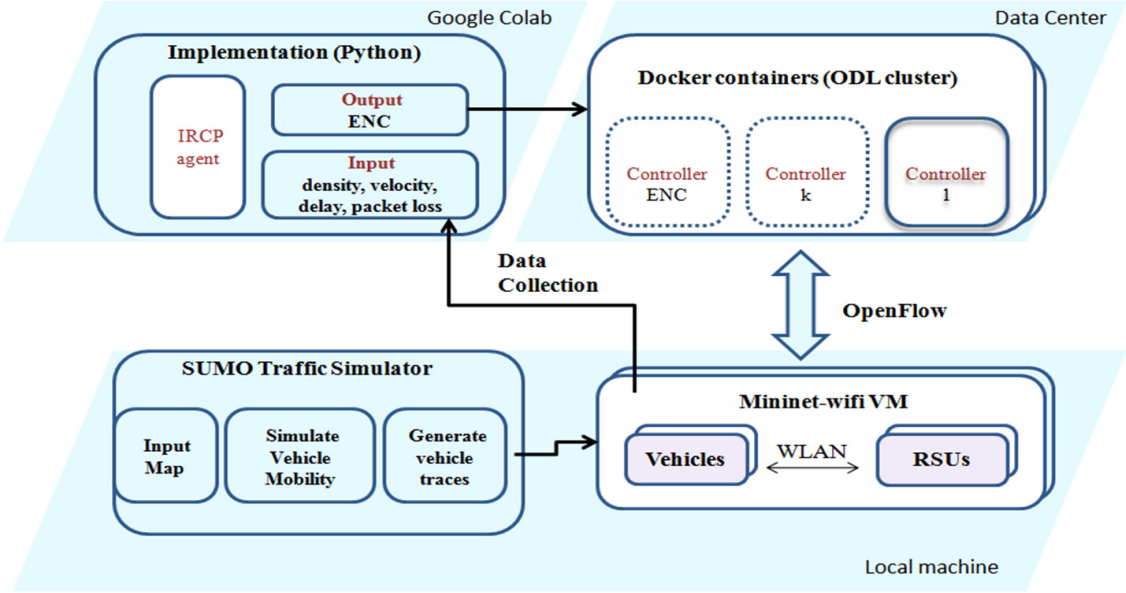 Google Colab
Data Center
Implementation (Python)
IRCP
agent
Output
ENC
Input
density, velocity,
delay, packet loss
Docker containers (ODL cluster)
Controller
ENC
Controller
k
Controller
1
Data
Collection
OpenFlow
SUMO Traffic Simulator
Input
Map
Simulate
Vehicle
Mobility
Generate
vehicle
traces
Mininet-wifi VM
Vehicles
WLAN
RSUs
Local machine